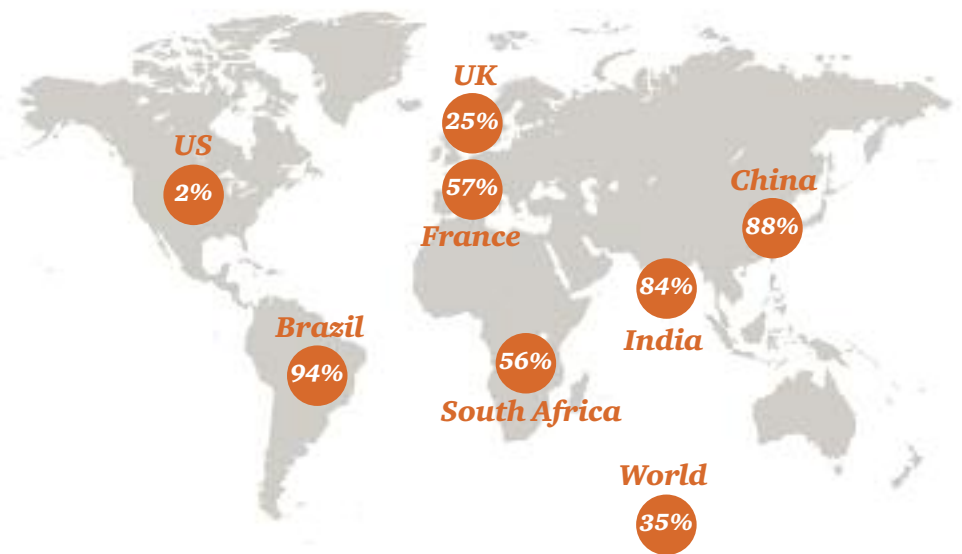 UK
25%
US
2%
57%
France
China
88%
84%
India
Brazil
94%
56%
South Africa
World
35%